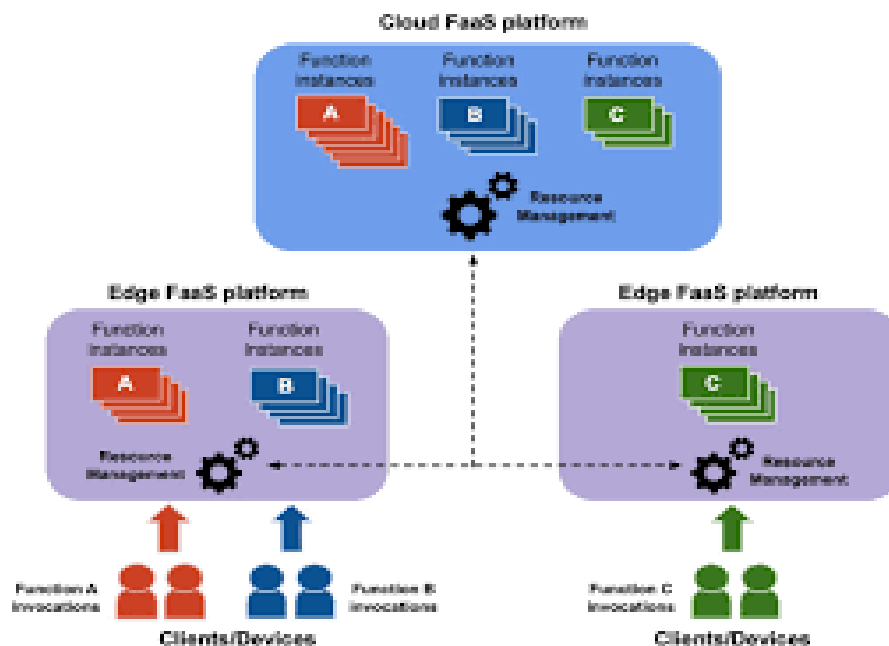 Cloud FaaS platform
Function
Instances
Function
Instances
Function
Instances
A
B
C
Resource
Management
Edge FaaS platform
Function
Instances
Function
Instances
A
B
Resource
Management
Edge FaaS platform
Function
Instances
C
Resource
Management
Function A
invocations
Function B
invocations
Clients/Devices
Function C
invocations
Clients/Devices